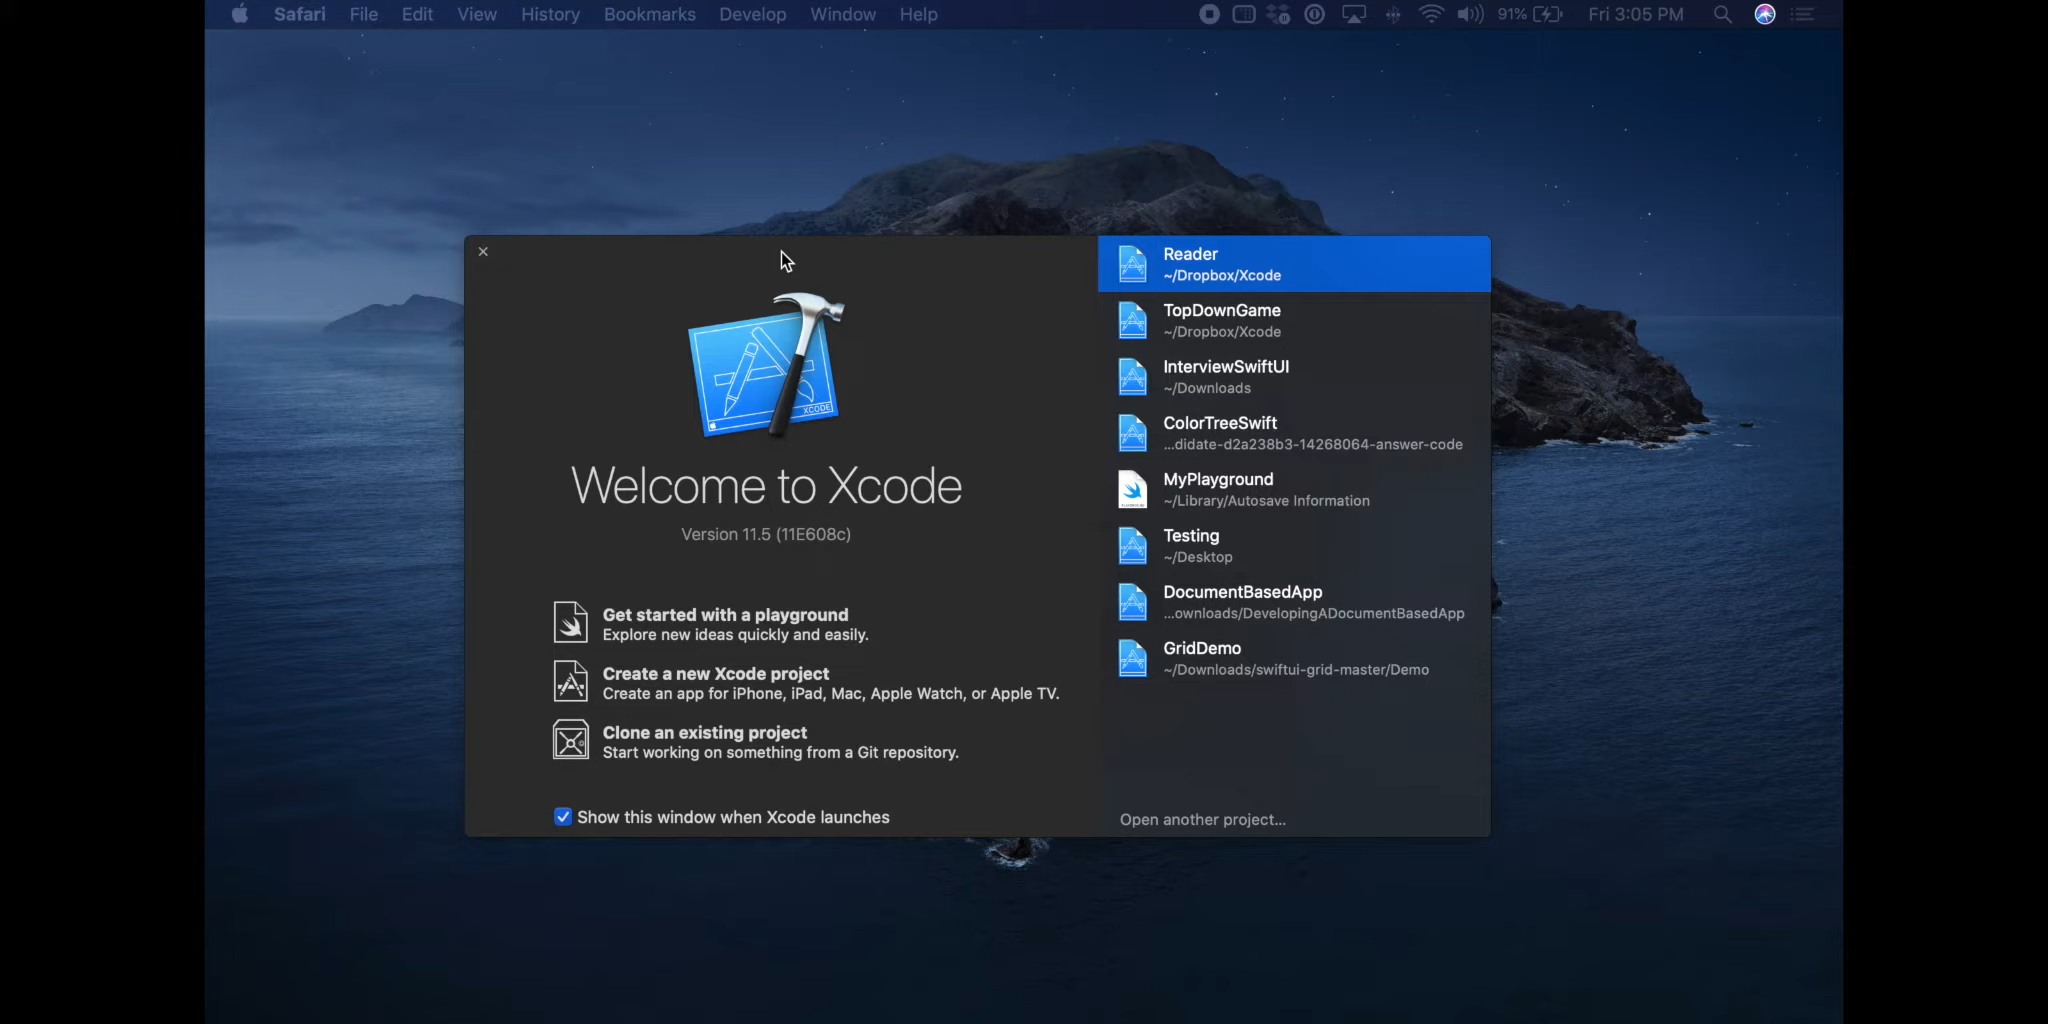 Safari File Edit View History Bookmarks Develop Window Help 91% Fri 3:05 PM
XCODE
Welcome to Xcode
Version 11.5 (11E608c)
Get started with a playground
Explore new ideas quickly and easily.
Create a new Xcode project
Create an app for iPhone, iPad, Mac, Apple Watch, or Apple TV.
Clone an existing project
Start working on something from a Git repository.
Show this window when Xcode launches
Reader
~/Dropbox/Xcode
TopDownGame
~/Dropbox/Xcode
InterviewSwiftUI
~/Downloads
ColorTreeSwift
...didate-d2a238b3-14268064-answer-code
MyPlayground
~/Library/Autosave Information
Testing
~/Desktop
DocumentBasedApp
...ownloads/DevelopingADocumentBasedApp
GridDemo
~/Downloads/swiftui-grid-master/Demo
Open another project...